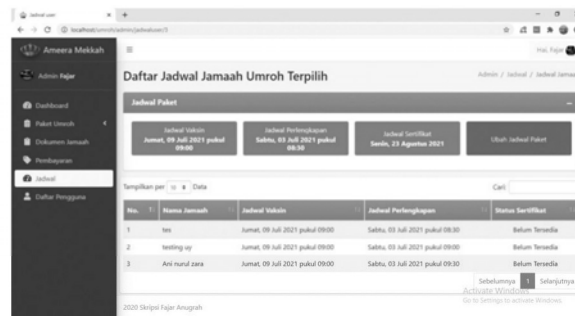 Jadwal user
localhost/umroh/admin/jadwaluser/3
Ameera Mekkah
Hai, Fajar
Admin Fajar
Daftar Jadwal Jamaah Umroh Terpilih
Admin / Jadwal / Jadwal Jamaa
Dashboard
Paket Umroh
Dokumen Jamaah
Pembayaran
Jadwal
Daftar Pengguna
Jadwal Paket
Jadwal Vaksin
Jumat, 09 Juli 2021 pukul
09:00
Jadwal Perlengkapan
Sabtu, 03 Juli 2021 pukul
09:30
Jadwal Sertifikat
Senin, 23 Agustus 2021
Ubah Jadwal Paket
Tampilkan per 10 Data
Cari:
No. Nama Jamaah Jadwal Vaksin Jadwal Perlengkapan Status Sertifikat
1 tes Jumat, 09 Juli 2021 pukul 09:00 Sabtu, 03 Juli 2021 pukul 08:30 Belum Tersedia
2 testing uy Jumat, 09 Juli 2021 pukul 09:00 Sabtu, 03 Juli 2021 pukul 09:00 Belum Tersedia
3 Ani nurul zara Jumat, 09 Juli 2021 pukul 09:00 Sabtu, 03 Juli 2021 pukul 09:30 Belum Tersedia
Sebelumnya 1 Selanjutnya
Activate Windows
Go to Settings to activate Windows.
2020 Skripsi Fajar Anugrah